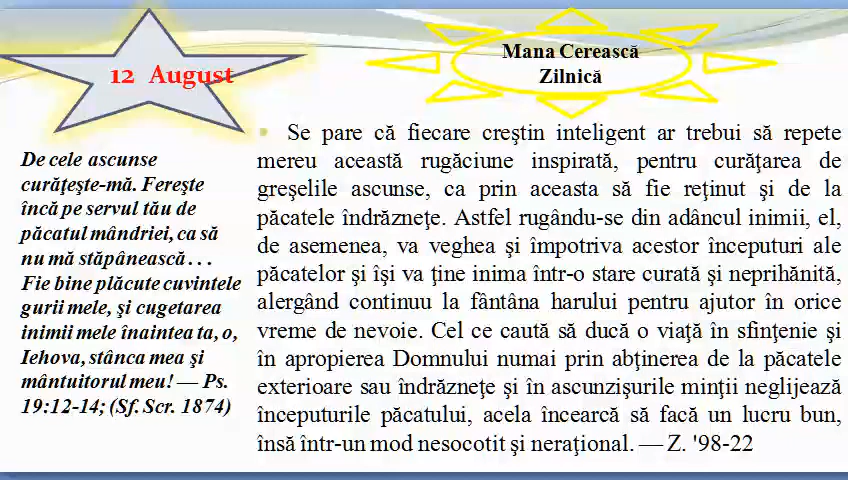 12 August
Mana Cerească
Zilnică
De cele ascunse
curăţeşte-mă. Fereşte
încă pe servul tău de
păcatul mândriei, ca să
nu mă stăpânească . . .
Fie bine plăcute cuvintele
gurii mele, şi cugetarea
inimii mele înaintea ta, o,
Iehova, stânca mea şi
mântuitorul meu! — Ps.
19:12-14; (Sf. Scr. 1874)
• Se pare că fiecare creştin inteligent ar trebui să repete
mereu această rugăciune inspirată, pentru curăţarea de
greşelile ascunse, ca prin aceasta să fie reţinut şi de la
păcatele îndrăzneţe. Astfel rugându-se din adâncul inimii, el,
de asemenea, va veghea şi împotriva acestor începuturi ale
păcatelor şi îşi va ţine inima într-o stare curată şi neprihănită,
alergând continuu la fântâna harului pentru ajutor în orice
vreme de nevoie. Cel ce caută să ducă o viaţă în sfinţenie şi
în apropierea Domnului numai prin abţinerea de la păcatele
exterioare sau îndrăzneţe şi în ascunzişurile minţii neglijează
începuturile păcatului, acela încearcă să facă un lucru bun,
însă într-un mod nesocotit şi neraţional. — Z. '98-22